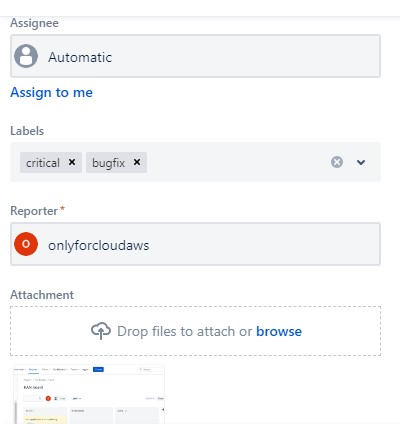 Assignee
Automatic
Assign to me
Labels
critical × bugfix ×
Reporter *
O onlyforcloudaws
Attachment
Drop files to attach or browse
KAN board